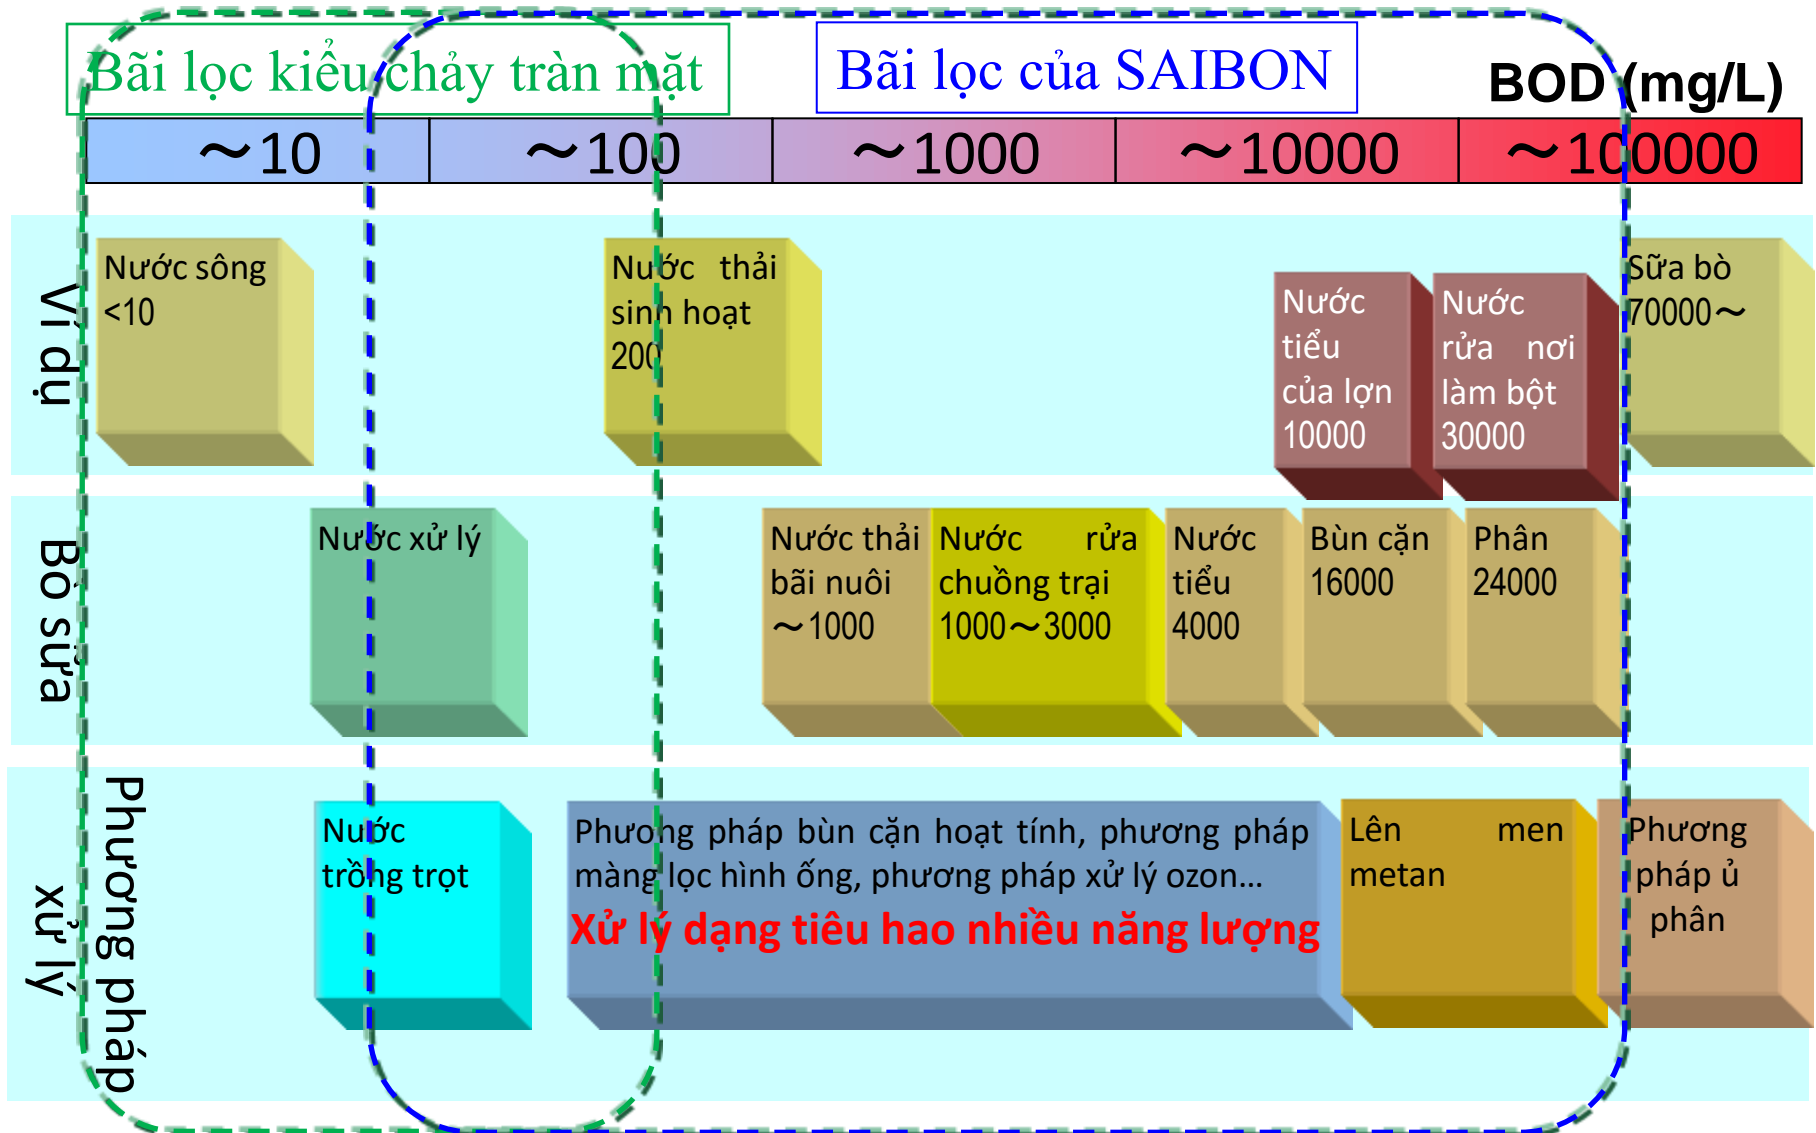 Bãi lọc kiểu chảy tràn mặt
Bãi lọc của SAIBON
BOD (mg/L)
～10
～100
～1000
～10000
～100000
Ví dụ
Nước sông
<10
Nước thải
sinh hoạt
200
Nước
tiểu
của lợn
10000
Nước
rửa nơi
làm bột
30000
Sữa bò
70000～
Bò sữa
Nước xử lý
Nước thải
bãi nuôi
～1000
Nước rửa
chuồng trại
1000～3000
Nước
tiểu
4000
Bùn cặn
16000
Phân
24000
Phương pháp
xử lý
Nước
trồng trọt
Phương pháp bùn cặn hoạt tính, phương pháp
màng lọc hình ống, phương pháp xử lý ozon...
Xử lý dạng tiêu hao nhiều năng lượng
Lên men
metan
Phương
pháp ủ
phân